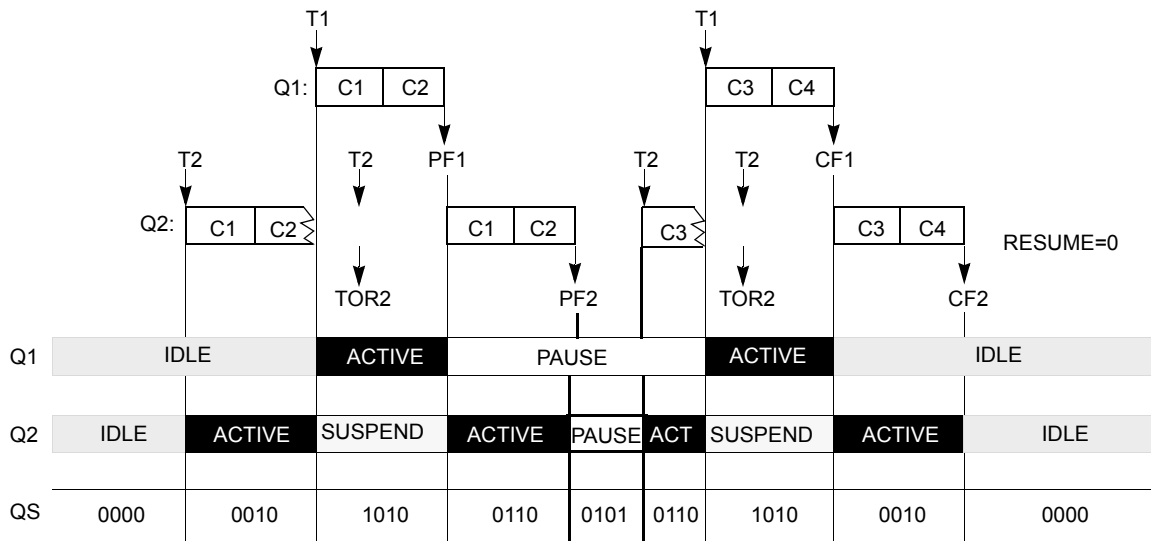 T1 T1
Q1: C1 C2 C3 C4
T2 T2 PF1 T2 T2 CF1
Q2: C1 C2 C1 C2 C3 C3 C4
RESUME=0
TOR2 PF2 TOR2 CF2
Q1 IDLE ACTIVE PAUSE ACTIVE IDLE
Q2 IDLE ACTIVE SUSPEND ACTIVE PAUSE ACT SUSPEND ACTIVE IDLE
QS 0000 0010 1010 0110 0101 0110 1010 0010 0000